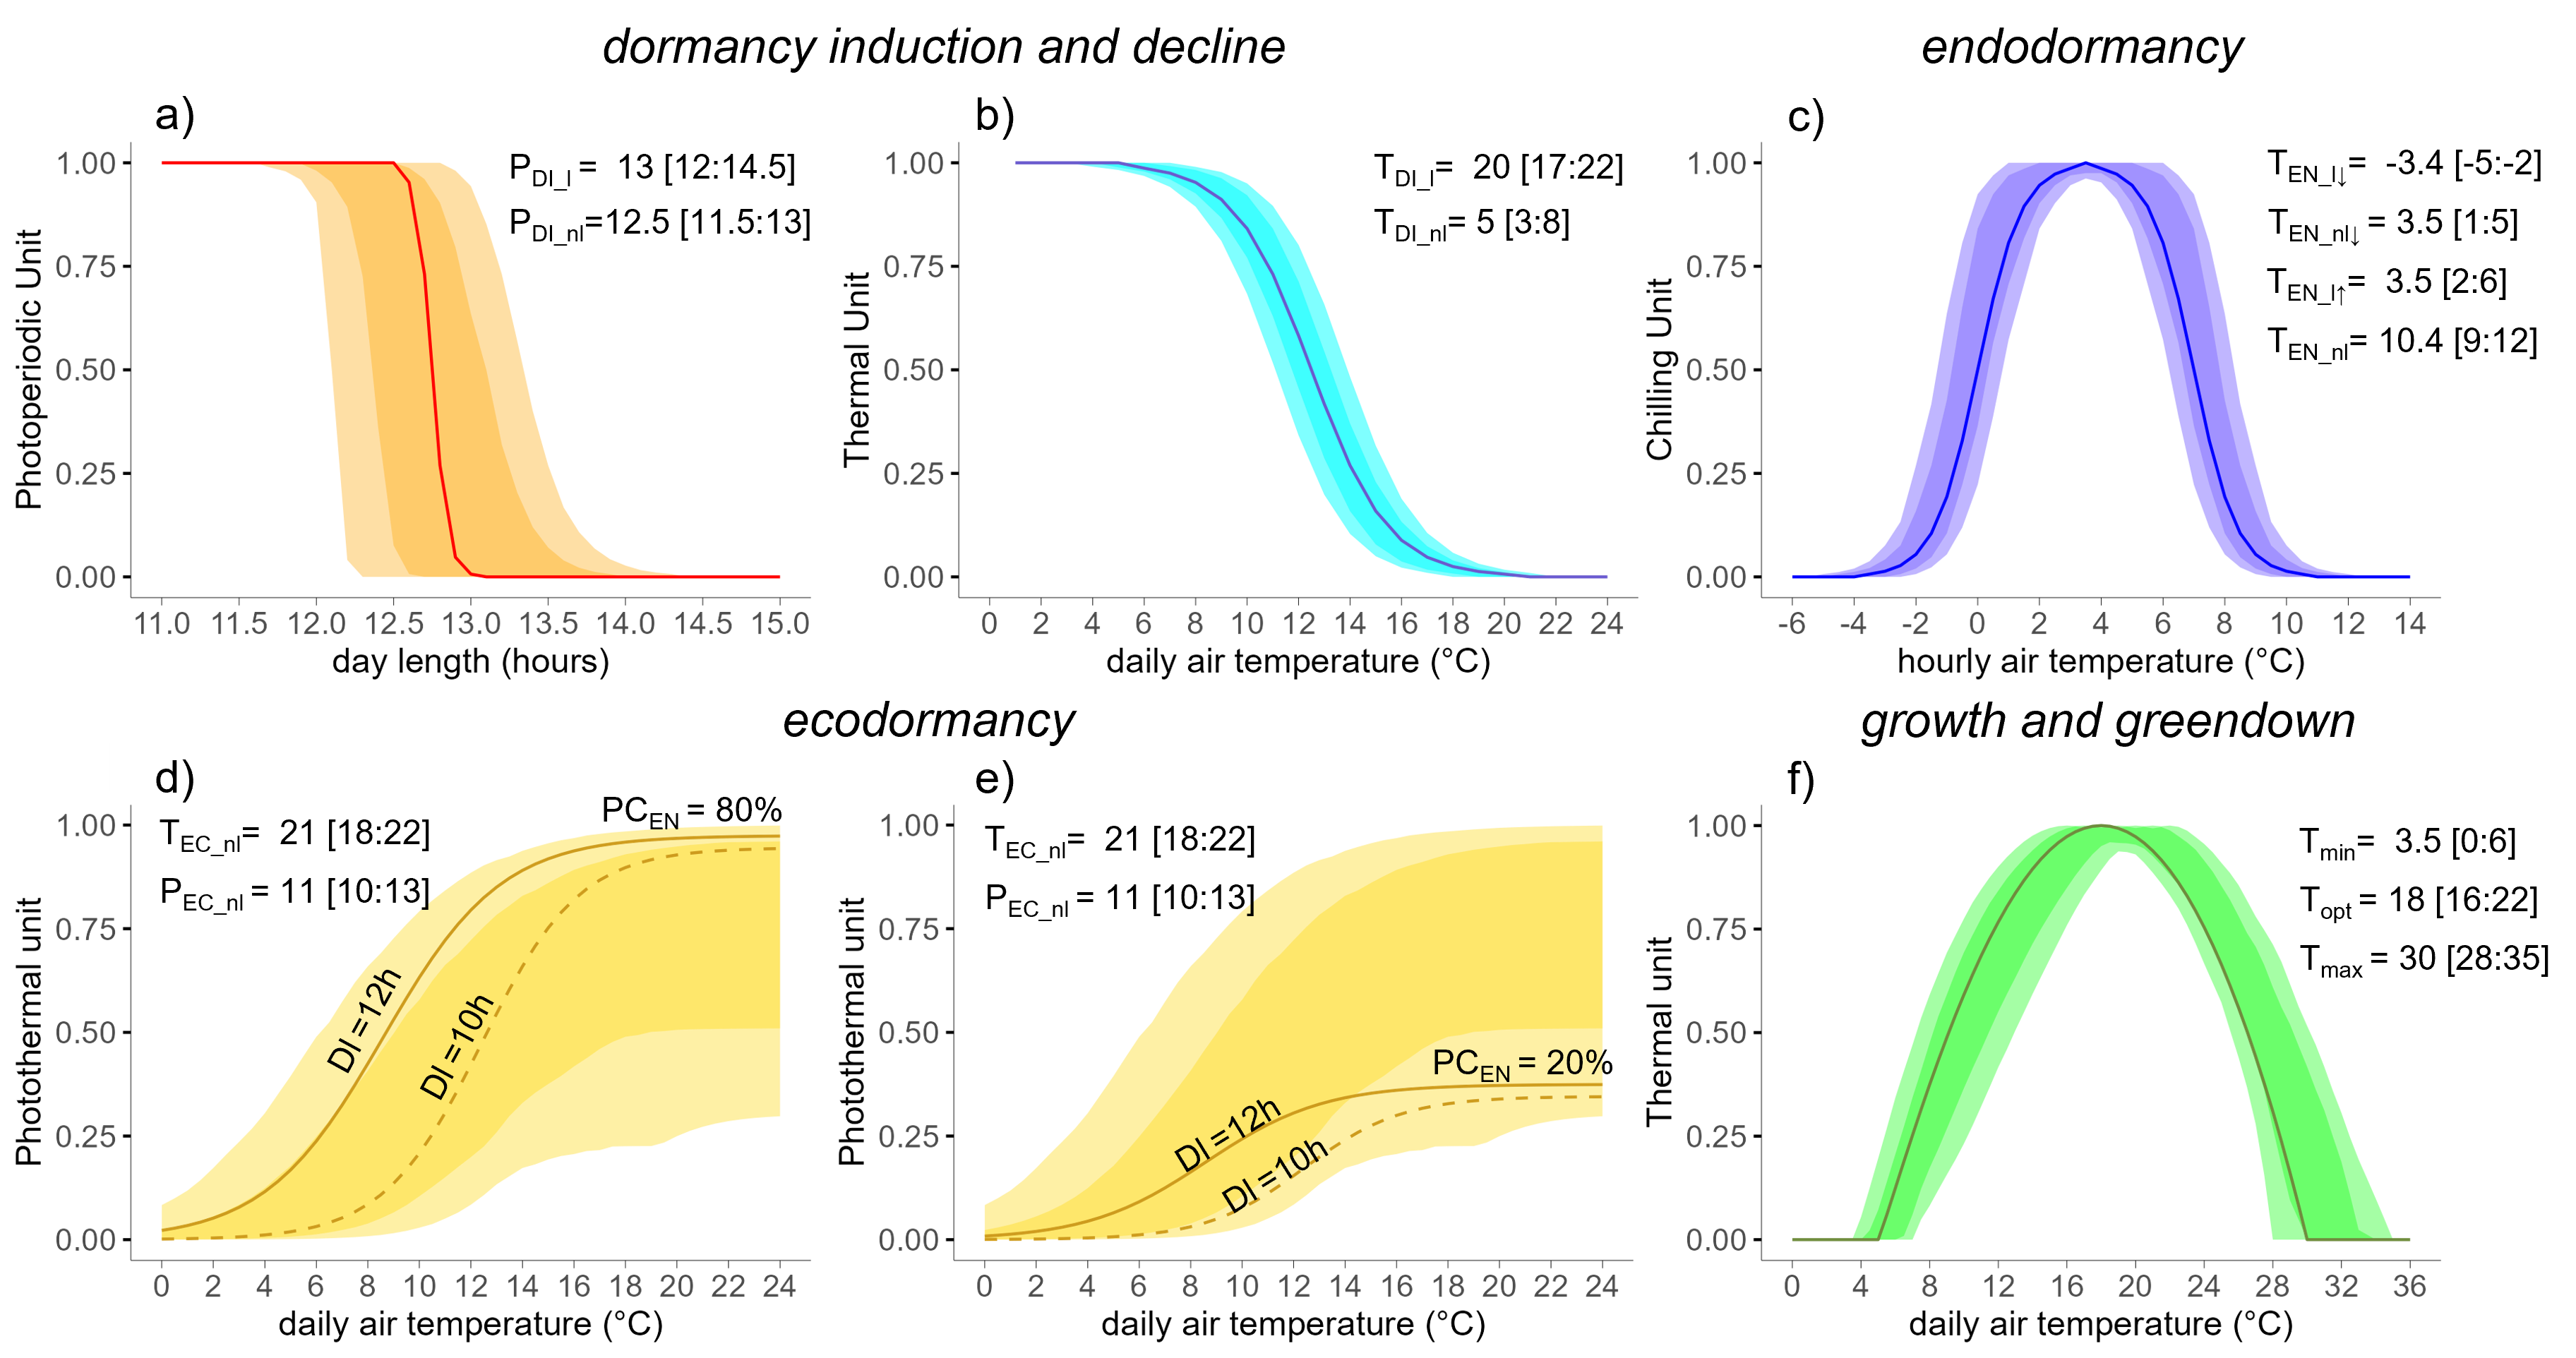 dormancy induction and decline
endodormancy
a)
P_DI_l = 13 [12:14.5]
P_DI_nl=12.5 [11.5:13]
Photoperiodic Unit
1.00
0.75
0.50
0.25
0.00
11.0 11.5 12.0 12.5 13.0 13.5 14.0 14.5 15.0
day length (hours)
b)
T_DI_l= 20 [17:22]
T_DI_nl= 5 [3:8]
Thermal Unit
1.00
0.75
0.50
0.25
0.00
0 2 4 6 8 10 12 14 16 18 20 22 24
daily air temperature (°C)
c)
T_EN_l↓= -3.4 [-5:-2]
T_EN_nl↓ = 3.5 [1:5]
T_EN_l↑= 3.5 [2:6]
T_EN_nl= 10.4 [9:12]
Chilling Unit
1.00
0.75
0.50
0.25
0.00
-6 -4 -2 0 2 4 6 8 10 12 14
hourly air temperature (°C)
ecodormancy
growth and greendown
d)
T_EC_nl= 21 [18:22]
P_EC_nl = 11 [10:13]
PC_EN = 80%
DI =12h
DI =10h
Photothermal unit
1.00
0.75
0.50
0.25
0.00
0 2 4 6 8 10 12 14 16 18 20 22 24
daily air temperature (°C)
e)
T_EC_nl= 21 [18:22]
P_EC_nl = 11 [10:13]
PC_EN = 20%
DI =12h
DI =10h
Photothermal unit
1.00
0.75
0.50
0.25
0.00
0 2 4 6 8 10 12 14 16 18 20 22 24
daily air temperature (°C)
f)
T_min= 3.5 [0:6]
T_opt = 18 [16:22]
T_max = 30 [28:35]
Thermal unit
1.00
0.75
0.50
0.25
0.00
0 4 8 12 16 20 24 28 32 36
daily air temperature (°C)